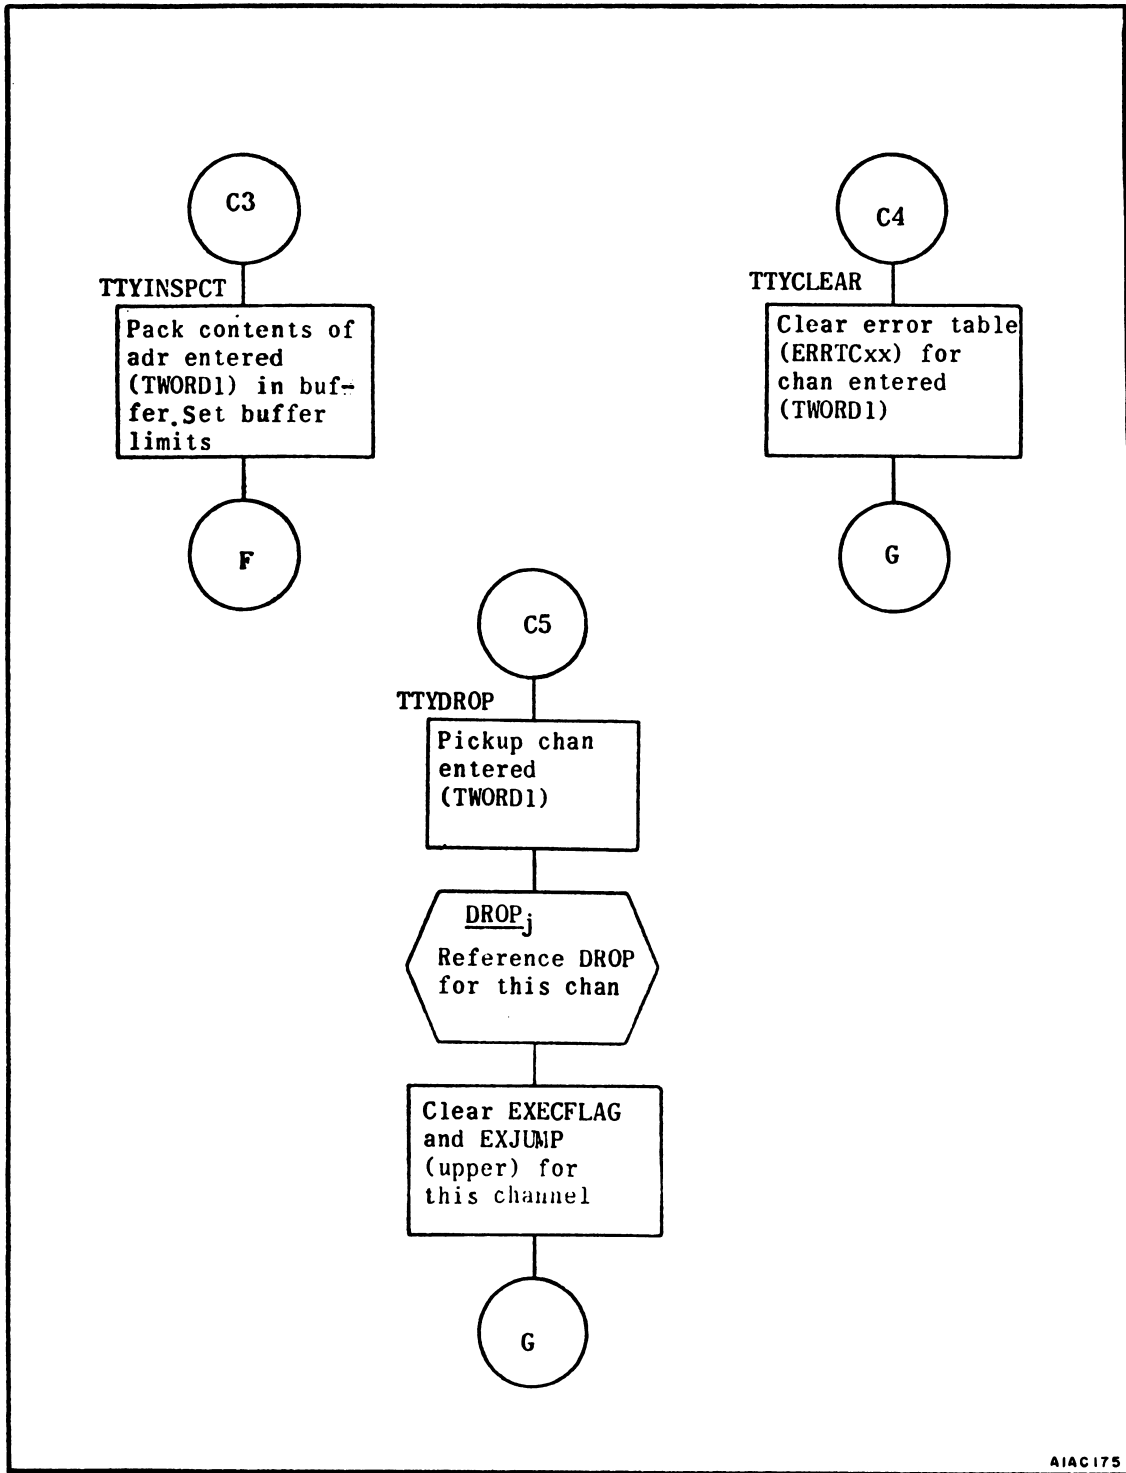 C3
TTYINSPCT
Pack contents of
adr entered
(TWORD1) in buf-
fer.Set buffer
limits
F
C4
TTYCLEAR
Clear error table
(ERRTCxx) for
chan entered
(TWORD1)
G
C5
TTYDROP
Pickup chan
entered
(TWORD1)
DROPj
Reference DROP
for this chan
Clear EXECFLAG
and EXJUMP
(upper) for
this channel
G
A1AC175